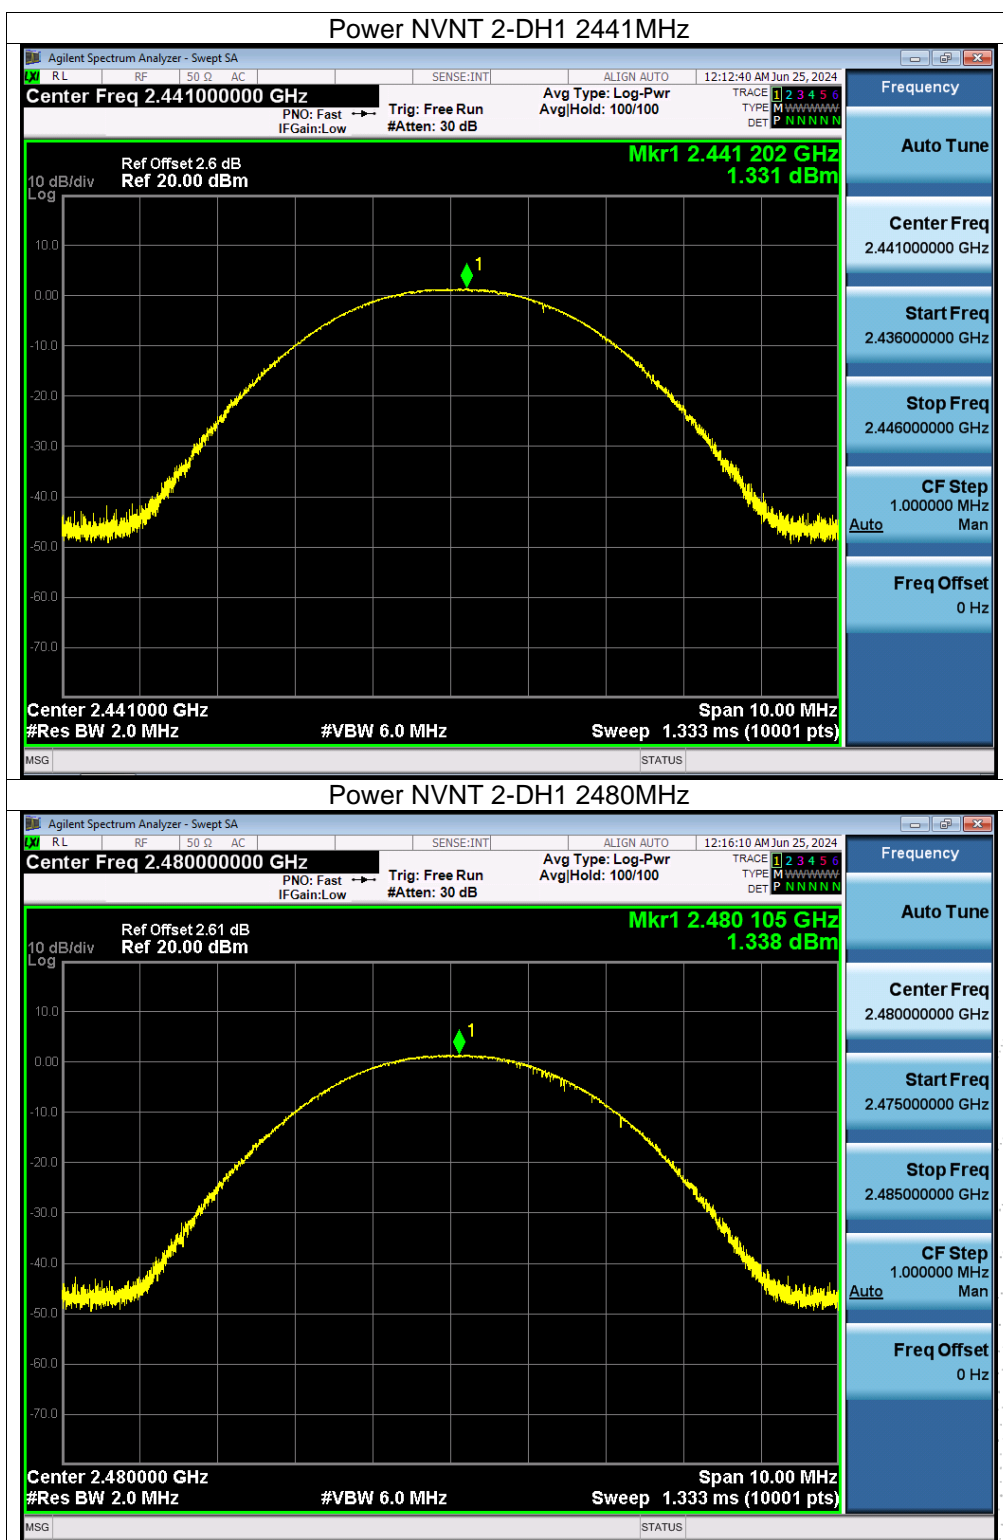 Power NVNT 2-DH1 2441MHz
Agilent Spectrum Analyzer - Swept SA
LXI RL RF 50 Ω AC SENSE:INT ALIGN AUTO 12:12:40 AM Jun 25, 2024
Center Freq 2.441000000 GHz
PNO: Fast
IFGain:Low
Trig: Free Run
#Atten: 30 dB
Avg Type: Log-Pwr
Avg|Hold: 100/100
TRACE 1 2 3 4 5 6
TYPE M WWWWW
DET P N N N N N
Frequency
Auto Tune
Center Freq
2.441000000 GHz
Start Freq
2.436000000 GHz
Stop Freq
2.446000000 GHz
CF Step
1.000000 MHz
Auto Man
Freq Offset
0 Hz
Mkr1 2.441 202 GHz
1.331 dBm
Ref Offset 2.6 dB
10 dB/div Ref 20.00 dBm
Log
10.0
1
0.00
-10.0
-20.0
-30.0
-40.0
-50.0
-60.0
-70.0
Center 2.441000 GHz Span 10.00 MHz
#Res BW 2.0 MHz #VBW 6.0 MHz Sweep 1.333 ms (10001 pts)
MSG STATUS
Power NVNT 2-DH1 2480MHz
Agilent Spectrum Analyzer - Swept SA
LXI RL RF 50 Ω AC SENSE:INT ALIGN AUTO 12:16:10 AM Jun 25, 2024
Center Freq 2.480000000 GHz
PNO: Fast
IFGain:Low
Trig: Free Run
#Atten: 30 dB
Avg Type: Log-Pwr
Avg|Hold: 100/100
TRACE 1 2 3 4 5 6
TYPE M WWWWW
DET P N N N N N
Frequency
Auto Tune
Center Freq
2.480000000 GHz
Start Freq
2.475000000 GHz
Stop Freq
2.485000000 GHz
CF Step
1.000000 MHz
Auto Man
Freq Offset
0 Hz
Mkr1 2.480 105 GHz
1.338 dBm
Ref Offset 2.61 dB
10 dB/div Ref 20.00 dBm
Log
10.0
1
0.00
-10.0
-20.0
-30.0
-40.0
-50.0
-60.0
-70.0
Center 2.480000 GHz Span 10.00 MHz
#Res BW 2.0 MHz #VBW 6.0 MHz Sweep 1.333 ms (10001 pts)
MSG STATUS